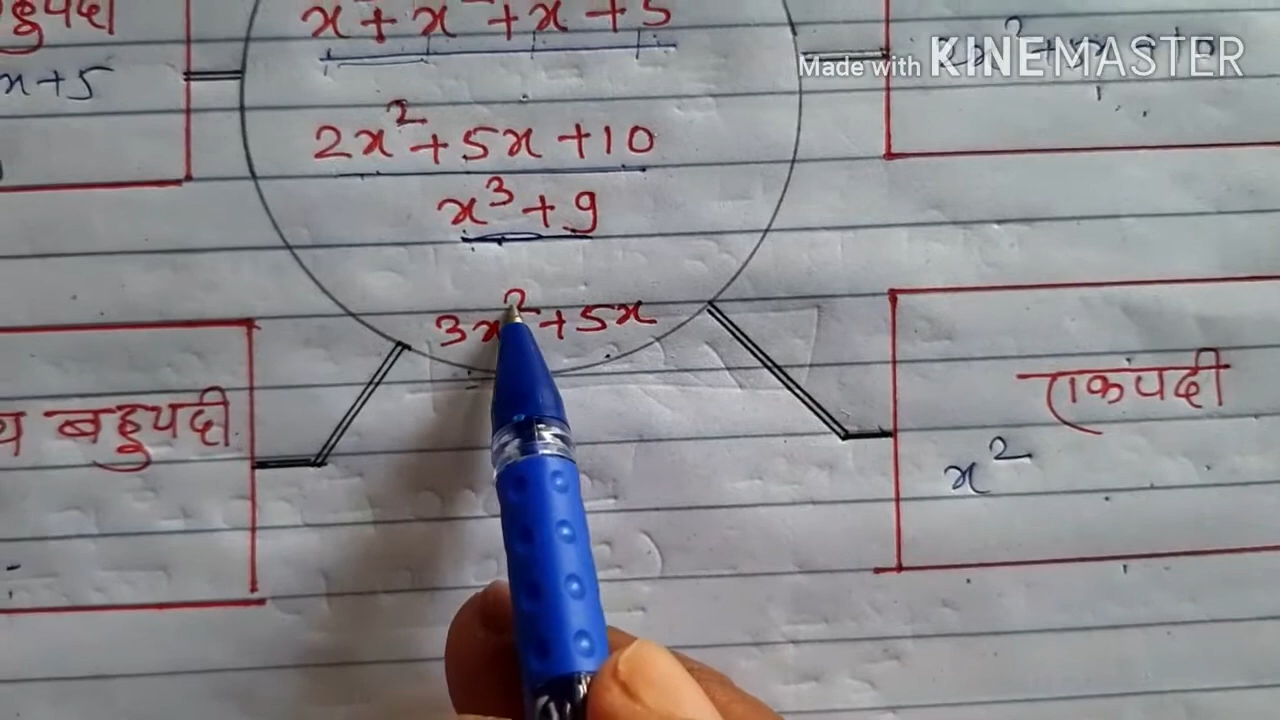 बहुपदी
x+5
x + x + x + 5
2x² + 5x + 10
x³ + 9
3x² + 5x
Made with KINEMASTER
य बहुपदी
एकपदी
x²